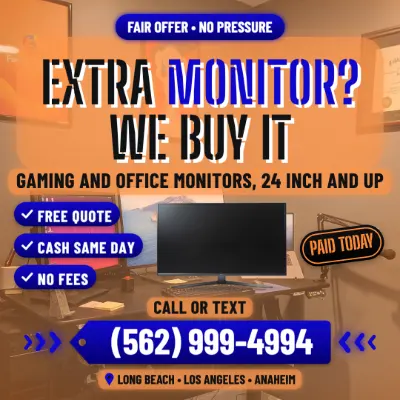 FAIR OFFER • NO PRESSURE
EXTRA MONITOR?
WE BUY IT
GAMING AND OFFICE MONITORS, 24 INCH AND UP
FREE QUOTE
CASH SAME DAY
NO FEES
PAID TODAY
CALL OR TEXT
(562) 999-4994
LONG BEACH • LOS ANGELES • ANAHEIM